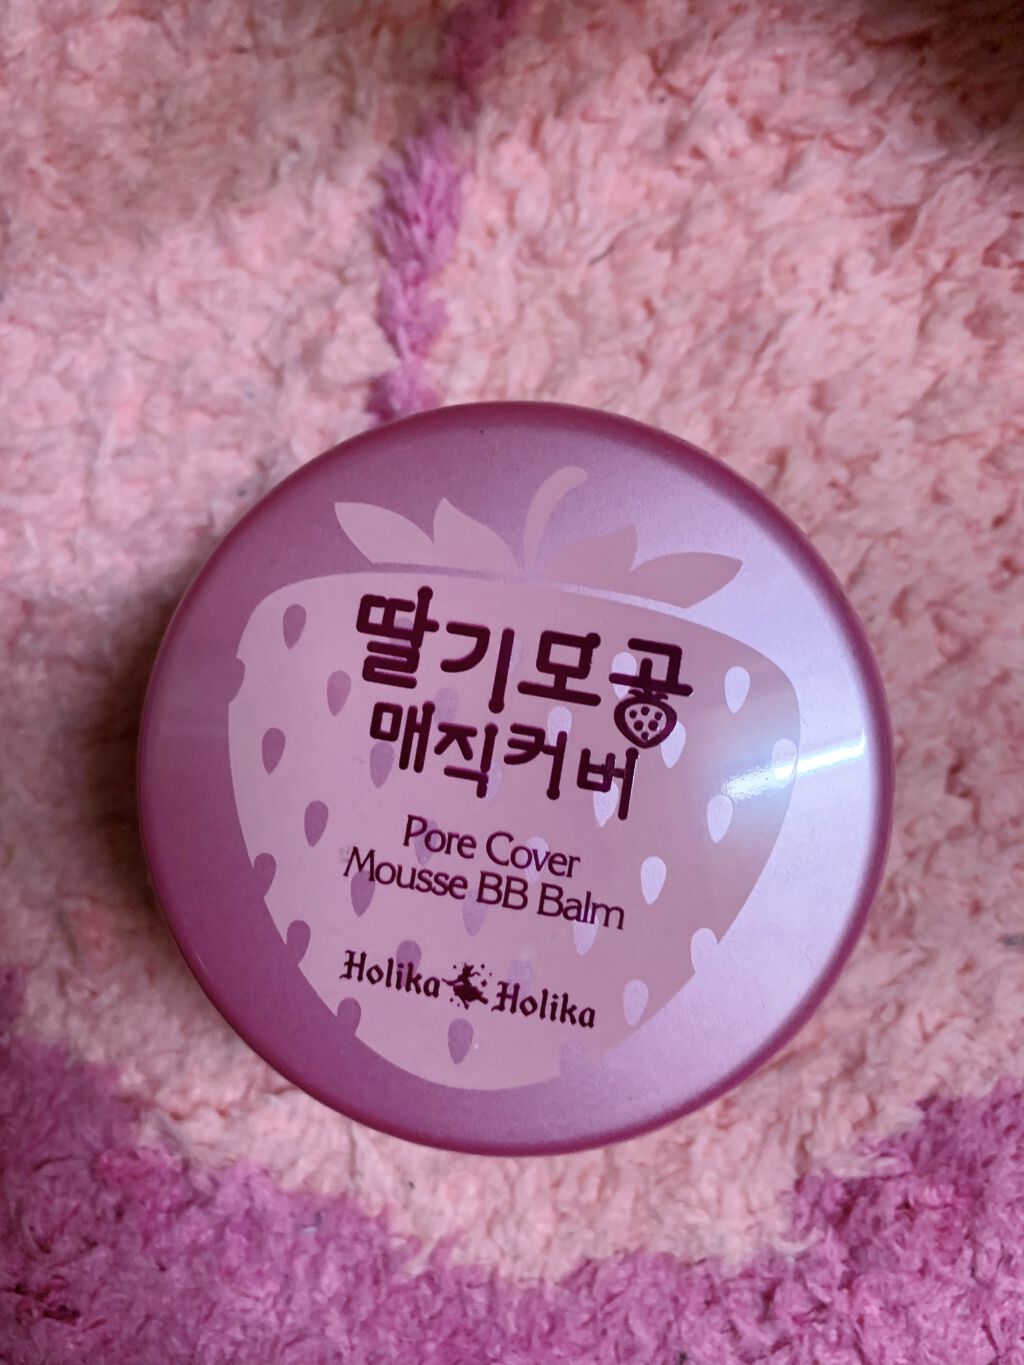 딸기모공
매직커버
Pore Cover
Mousse BB Balm
Holika Holika